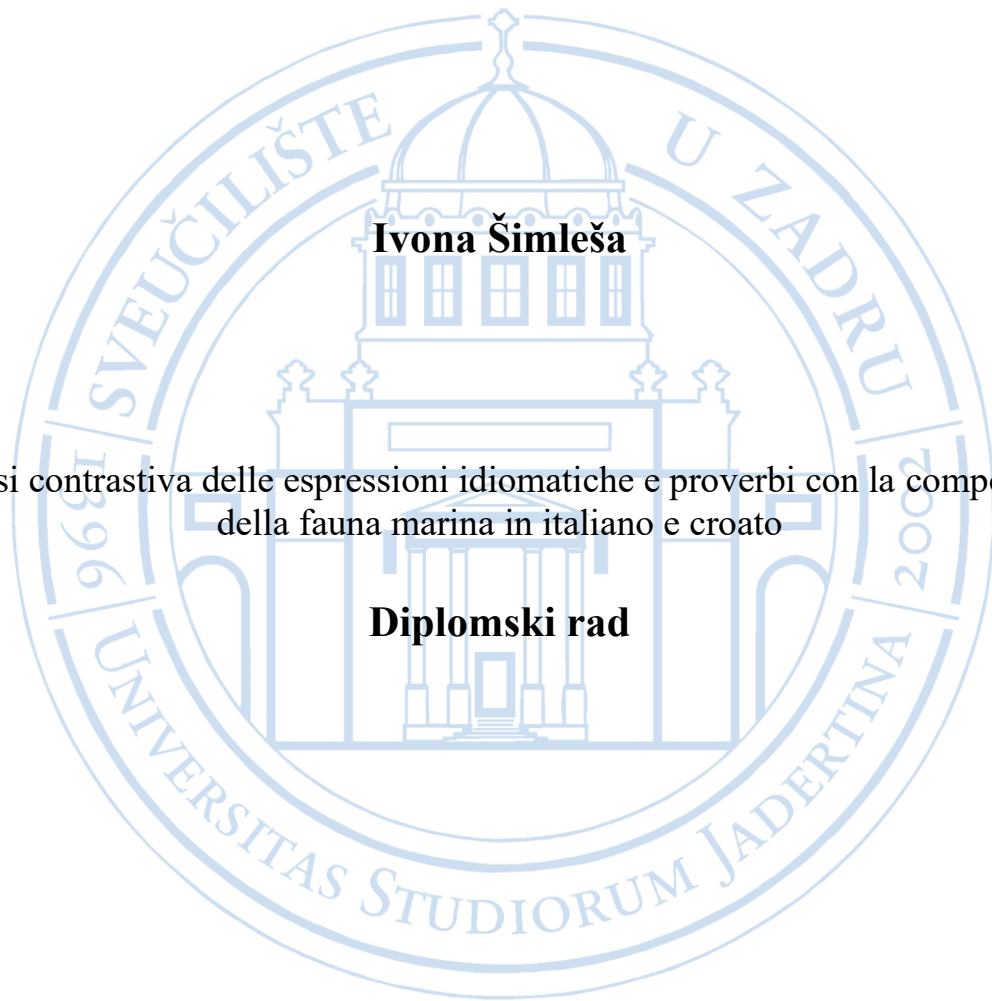 SVEUČILIŠTE U ZADRU
Ivona Šimleša
si contrastiva delle espressioni idiomatiche e proverbi con la comp
della fauna marina in italiano e croato
Diplomski rad
1396
2002
UNIVERSITAS STUDIORUM JADERTINA